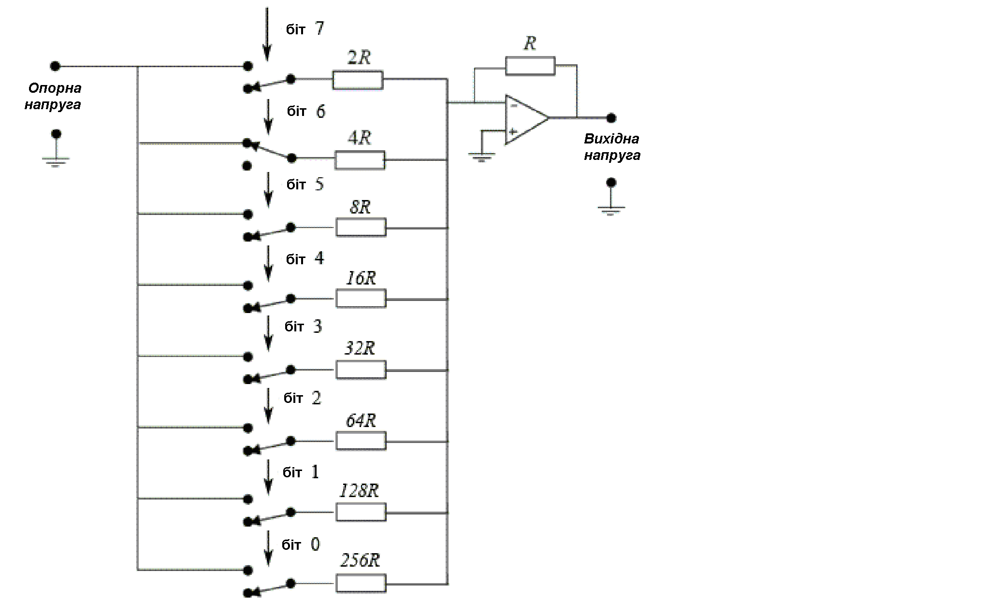 біт 7
R
2R
Опорна
напруга
біт 6
−
+
4R
Вихідна
напруга
біт 5
8R
біт 4
16R
біт 3
32R
біт 2
64R
біт 1
128R
біт 0
256R